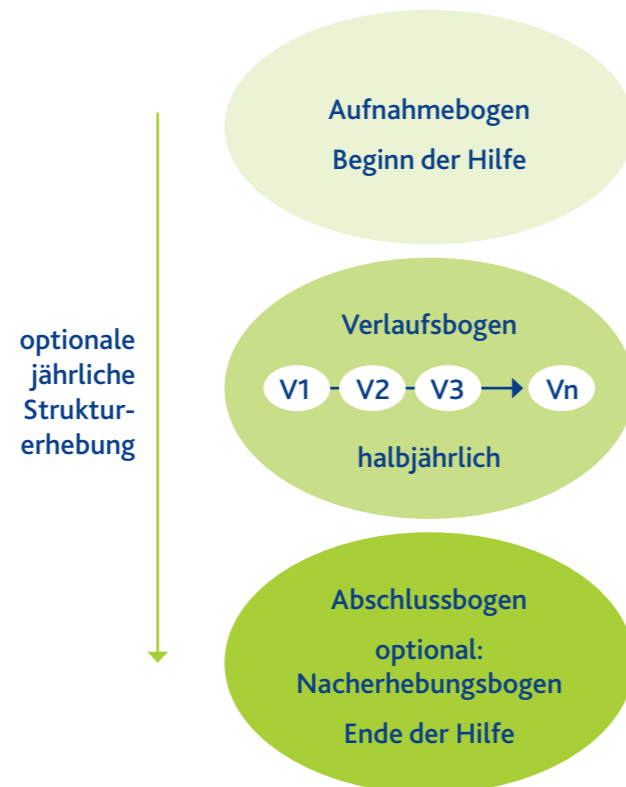 Aufnahmebogen
Beginn der Hilfe
optionale
jährliche
Struktur-
erhebung
Verlaufsbogen
V1 V2 V3 Vn
halbjährlich
Abschlussbogen
optional:
Nacherhebungsbogen
Ende der Hilfe